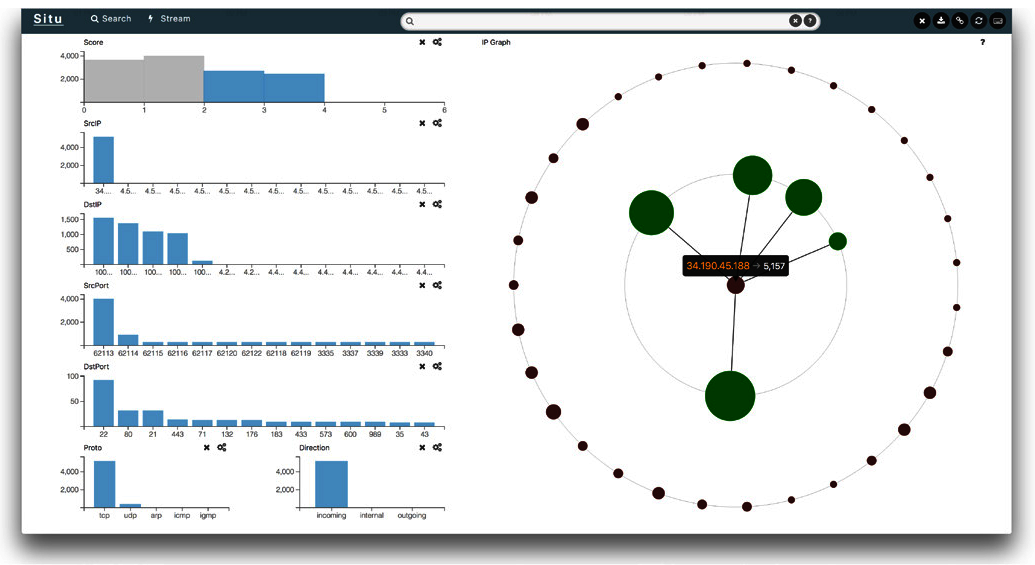 Situ Search Stream
Score
4,000
2,000
0 1 2 3 4 5 6
SrcIP
4,000
2,000
34.... 4.5... 4.5... 4.5... 4.5... 4.5... 4.5... 4.5... 4.5... 4.5... 4.5... 4.5... 4.5... 4.5...
DstIP
1,500
1,000
500
100... 100... 100... 100... 100... 4.2... 4.4... 4.4... 4.4... 4.4... 4.4... 4.4... 4.4... 4.4...
SrcPort
4,000
2,000
62113 62114 62115 62116 62117 62120 62122 62118 62119 3335 3337 3339 3333 3340
DstPort
100
50
22 80 21 443 71 132 176 183 433 573 600 989 35 43
Proto
4,000
2,000
tcp udp arp icmp igmp
Direction
4,000
2,000
incoming internal outgoing
IP Graph ?
34.190.45.188 → 5,157